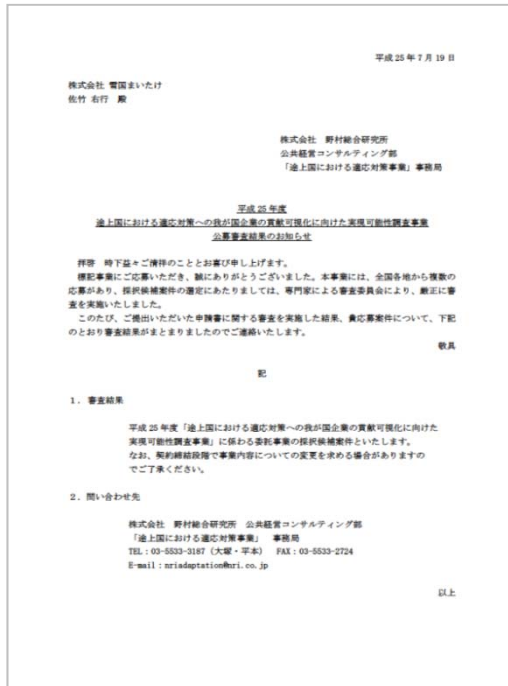 平成 25 年 7 月 19 日
株式会社 雪国まいたけ
佐竹 右行 殿
株式会社 野村総合研究所
公共経営コンサルティング部
「途上国における適応対策事業」事務局
平成 25 年度
途上国における適応対策への我が国企業の貢献可視化に向けた実現可能性調査事業
公募審査結果のお知らせ
拝啓 時下益々ご清祥のこととお喜び申し上げます。
標記事業にご応募いただき、誠にありがとうございました。本事業には、全国各地から複数の
応募があり、採択候補案件の選定にあたりましては、専門家による審査委員会により、厳正に審
査を実施いたしました。
このたび、ご提出いただいた申請書に関する審査を実施した結果、貴応募案件について、下記
のとおり審査結果がまとまりましたのでご連絡いたします。
敬具
記
1. 審査結果
平成 25 年度「途上国における適応対策への我が国企業の貢献可視化に向けた
実現可能性調査事業」に係わる委託事業の採択候補案件といたします。
なお、契約締結段階で事業内容についての変更を求める場合がありますの
でご了承ください。
2. 問い合わせ先
株式会社 野村総合研究所 公共経営コンサルティング部
「途上国における適応対策事業」 事務局
TEL：03-5533-3187（大塚・平本） FAX：03-5533-2724
E-mail：nriadaptation@nri.co.jp
以上